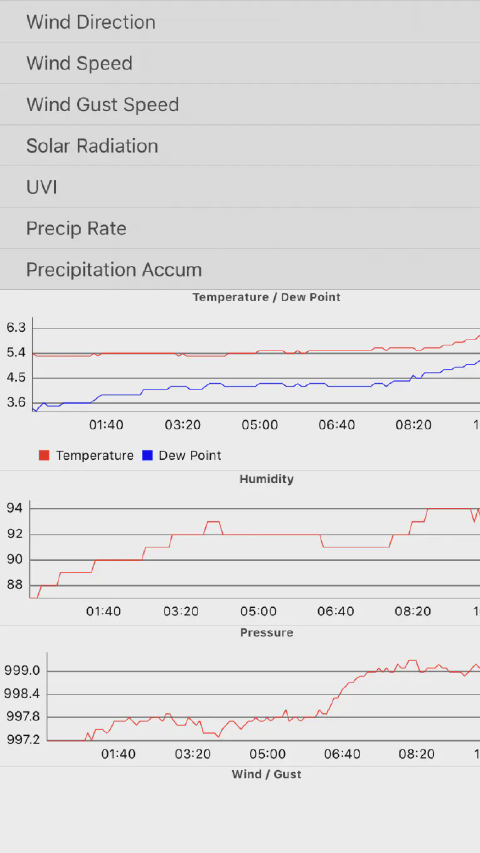 Wind Direction
Wind Speed
Wind Gust Speed
Solar Radiation
UVI
Precip Rate
Precipitation Accum
Temperature / Dew Point
6.3
5.4
4.5
3.6
01:40 03:20 05:00 06:40 08:20 1
Temperature Dew Point
Humidity
94
92
90
88
01:40 03:20 05:00 06:40 08:20 1
Pressure
999.0
998.4
997.8
997.2
01:40 03:20 05:00 06:40 08:20 1
Wind / Gust